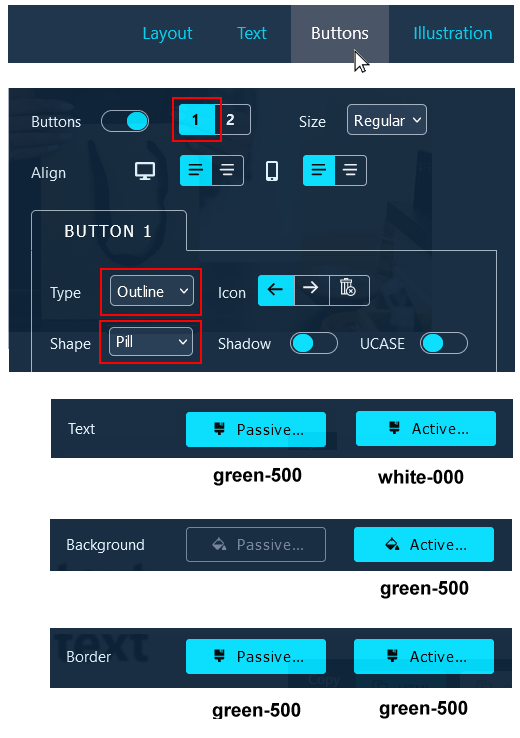 Layout Text Buttons Illustration
Buttons 1 2 Size Regular
Align
BUTTON 1
Type Outline Icon
Shape Pill Shadow UCASE
Text Passive... Active...
green-500 white-000
Background Passive... Active...
green-500
text
Border Passive... Active...
Copy
green-500 green-500